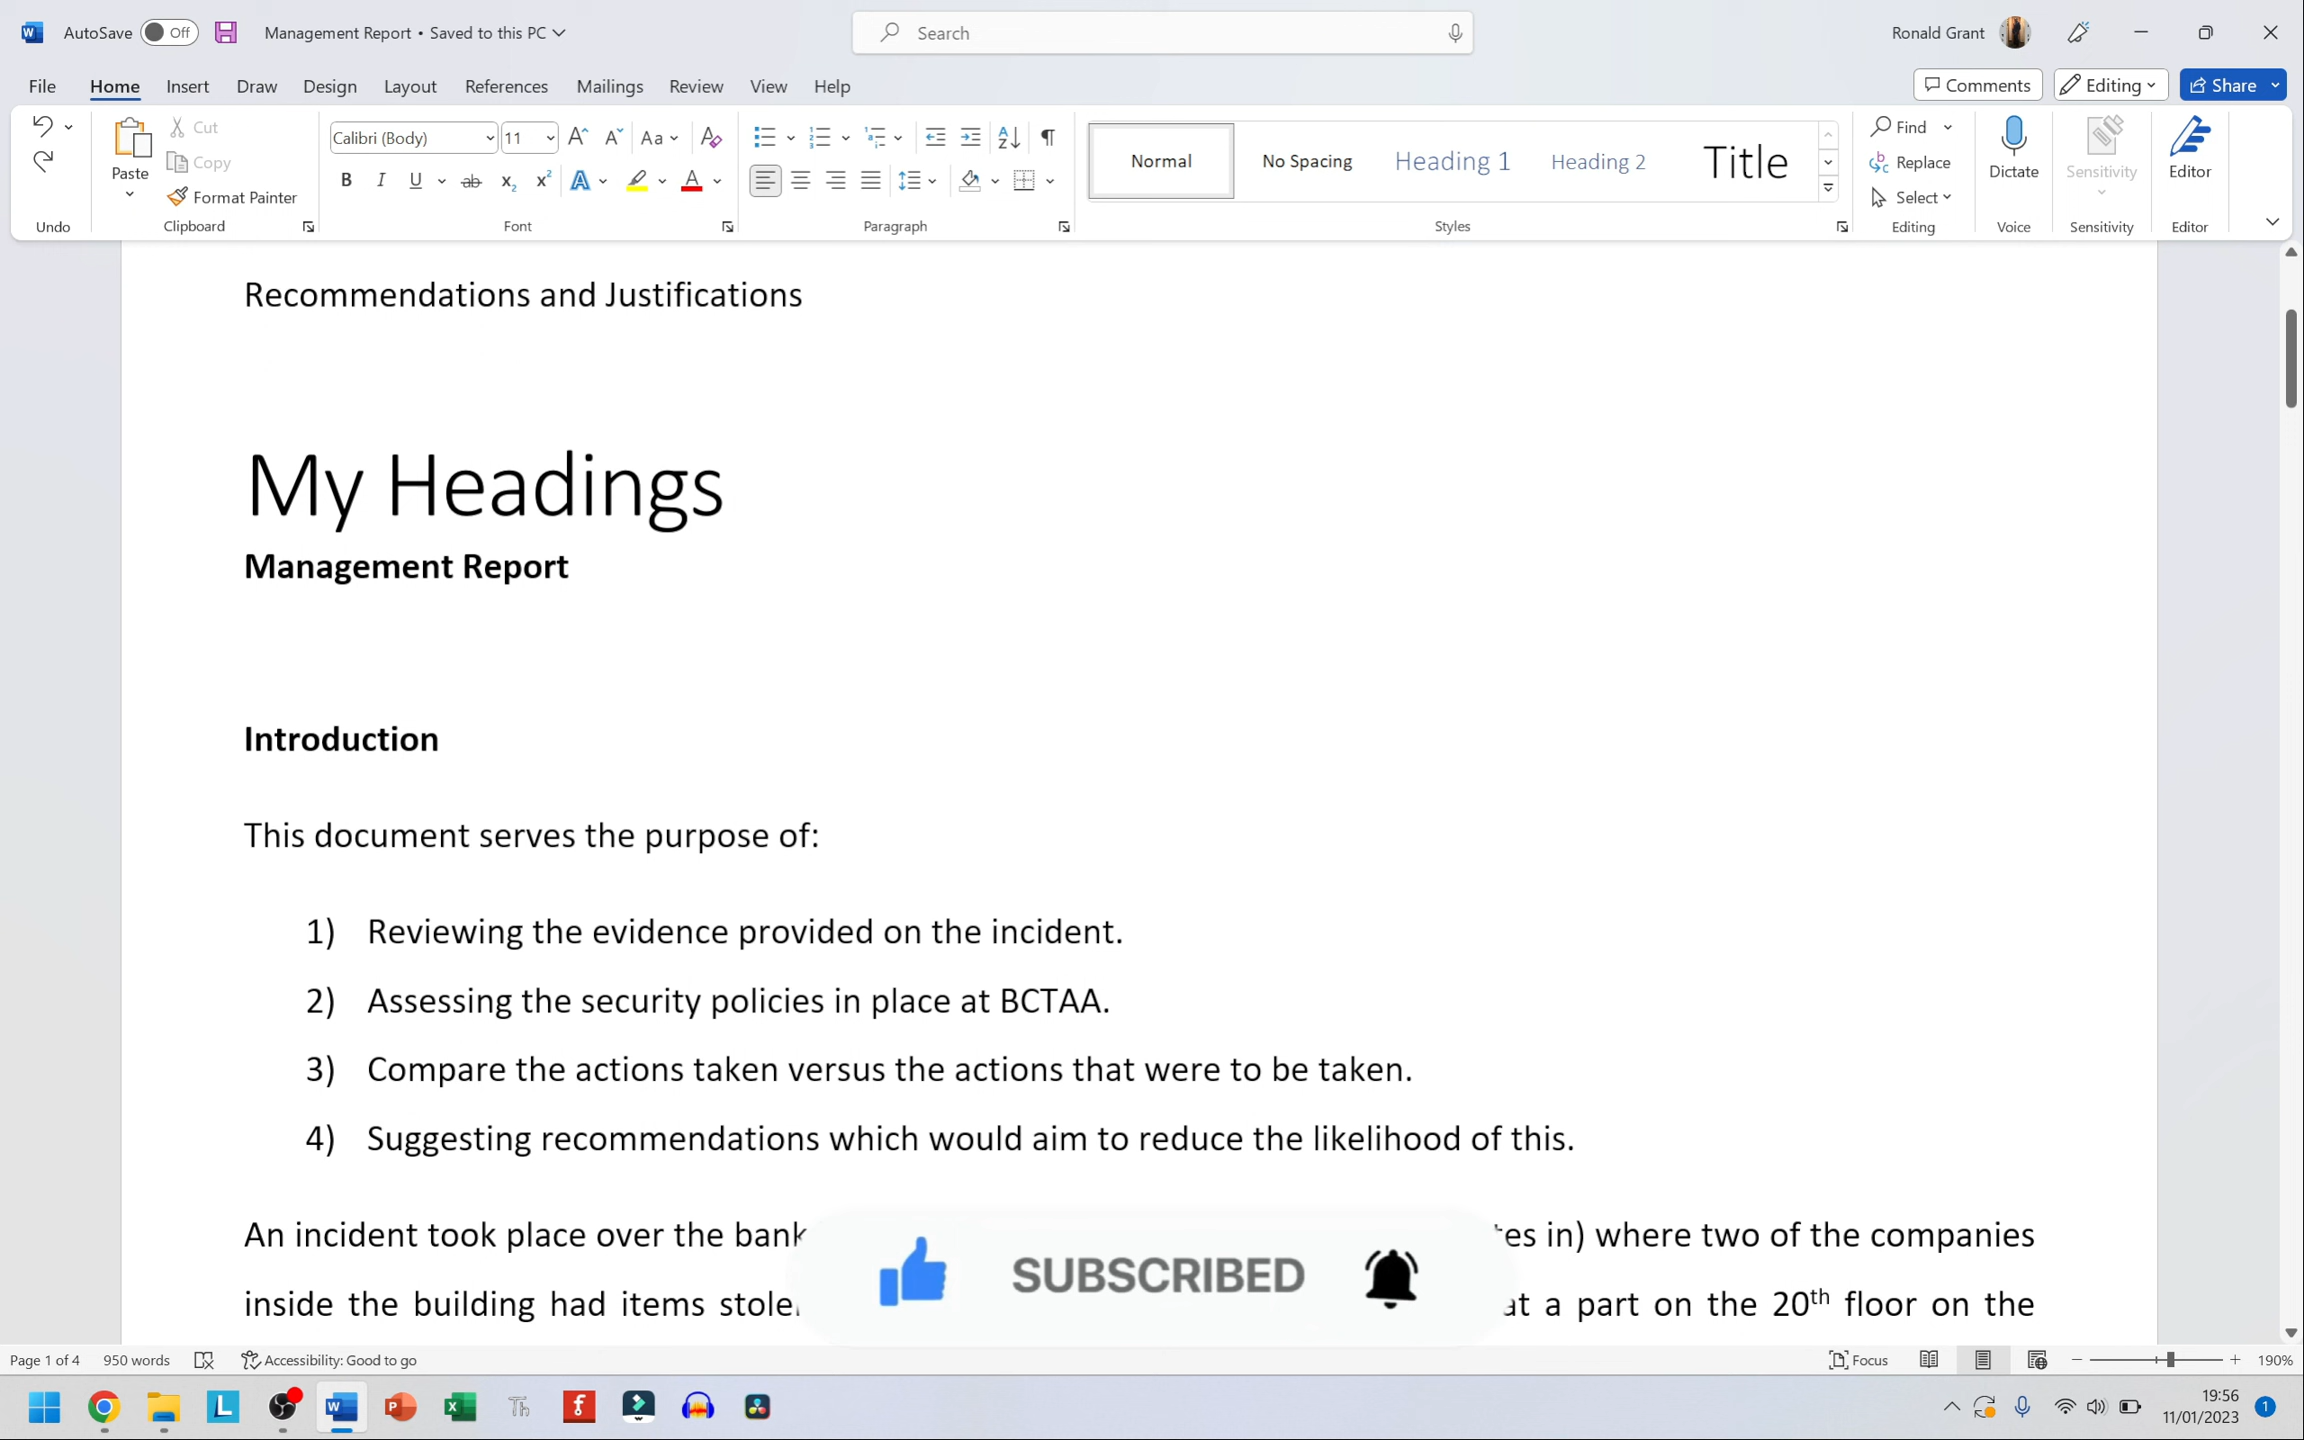 AutoSave Off Management Report • Saved to this PC Search Ronald Grant
File Home Insert Draw Design Layout References Mailings Review View Help Comments Editing Share
Paste Cut Copy Format Painter
Calibri (Body) 11
Normal No Spacing Heading 1 Heading 2 Title
Find Replace Select
Dictate Sensitivity Editor
Undo Clipboard Font Paragraph Styles Editing Voice Sensitivity Editor
Recommendations and Justifications
My Headings
Management Report
Introduction
This document serves the purpose of:
1) Reviewing the evidence provided on the incident.
2) Assessing the security policies in place at BCTAA.
3) Compare the actions taken versus the actions that were to be taken.
4) Suggesting recommendations which would aim to reduce the likelihood of this.
An incident took place over the bank in) where two of the companies
SUBSCRIBED
inside the building had items a part on the 20th floor on the
Page 1 of 4 950 words Accessibility: Good to go Focus 190%
19:56
11/01/2023 1